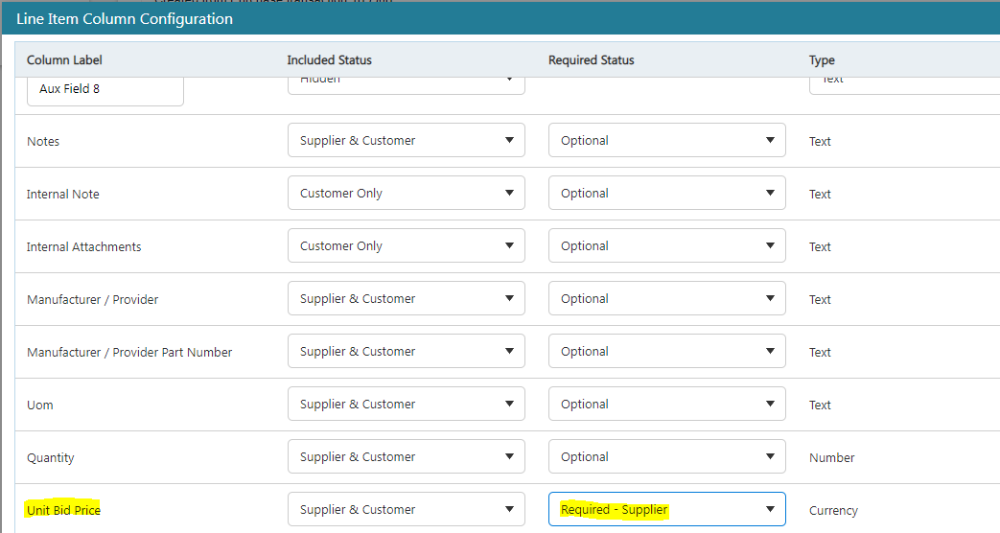 Line Item Column Configuration
Column Label Included Status Required Status Type
Aux Field 8 Hidden Text
Notes Supplier & Customer Optional Text
Internal Note Customer Only Optional Text
Internal Attachments Customer Only Optional Text
Manufacturer / Provider Supplier & Customer Optional Text
Manufacturer / Provider Part Number Supplier & Customer Optional Text
Uom Supplier & Customer Optional Text
Quantity Supplier & Customer Optional Number
Unit Bid Price Supplier & Customer Required - Supplier Currency